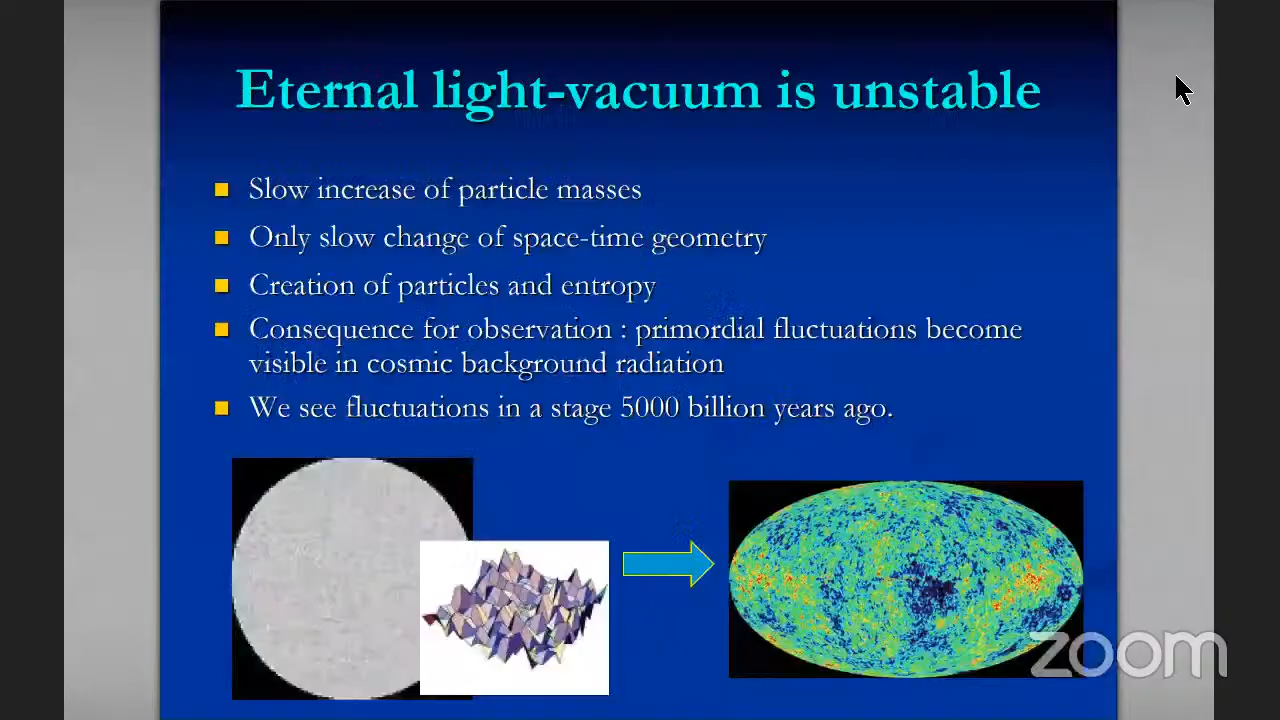 Eternal light-vacuum is unstable
Slow increase of particle masses
Only slow change of space-time geometry
Creation of particles and entropy
Consequence for observation : primordial fluctuations become
visible in cosmic background radiation
We see fluctuations in a stage 5000 billion years ago.
zoom